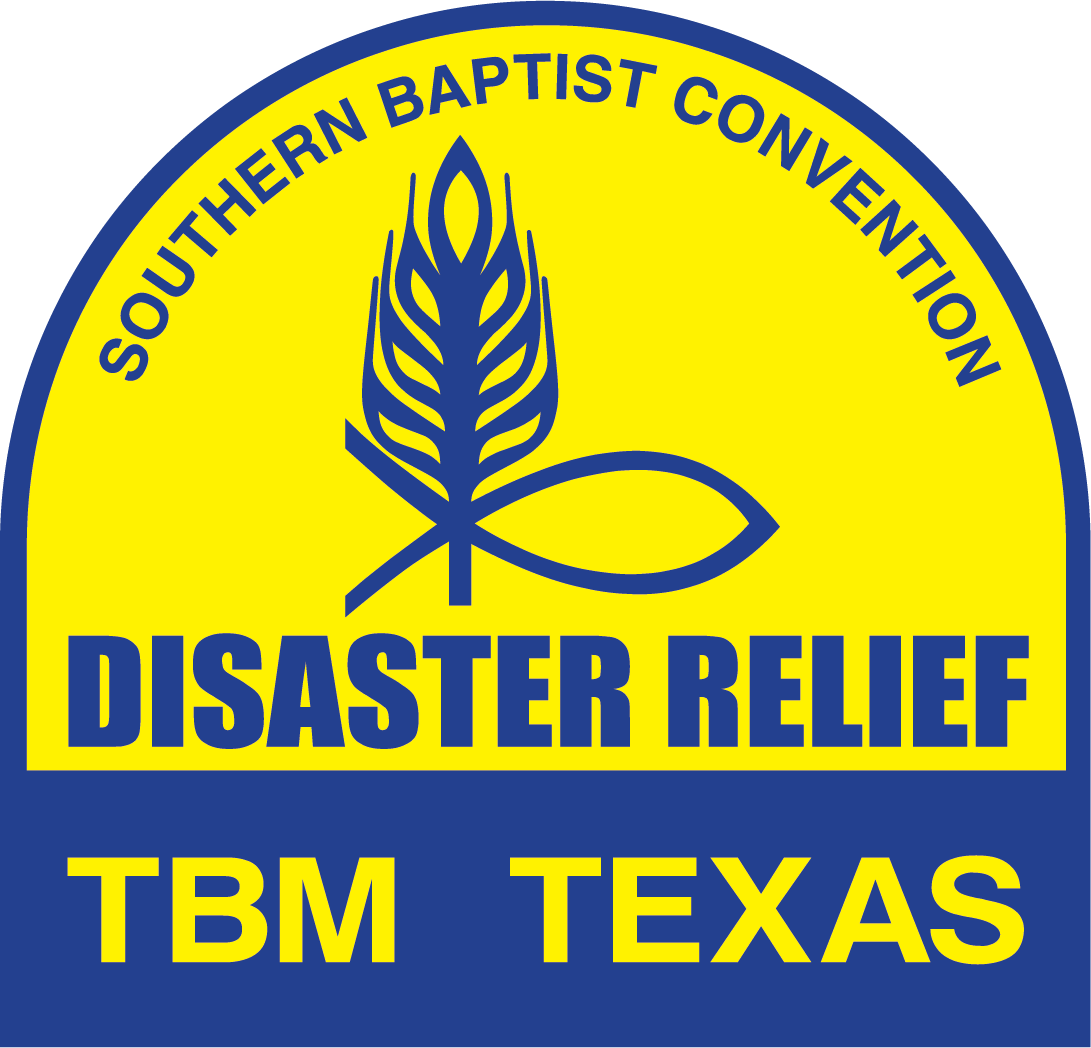 SOUTHERN BAPTIST CONVENTION
DISASTER RELIEF
TBM TEXAS